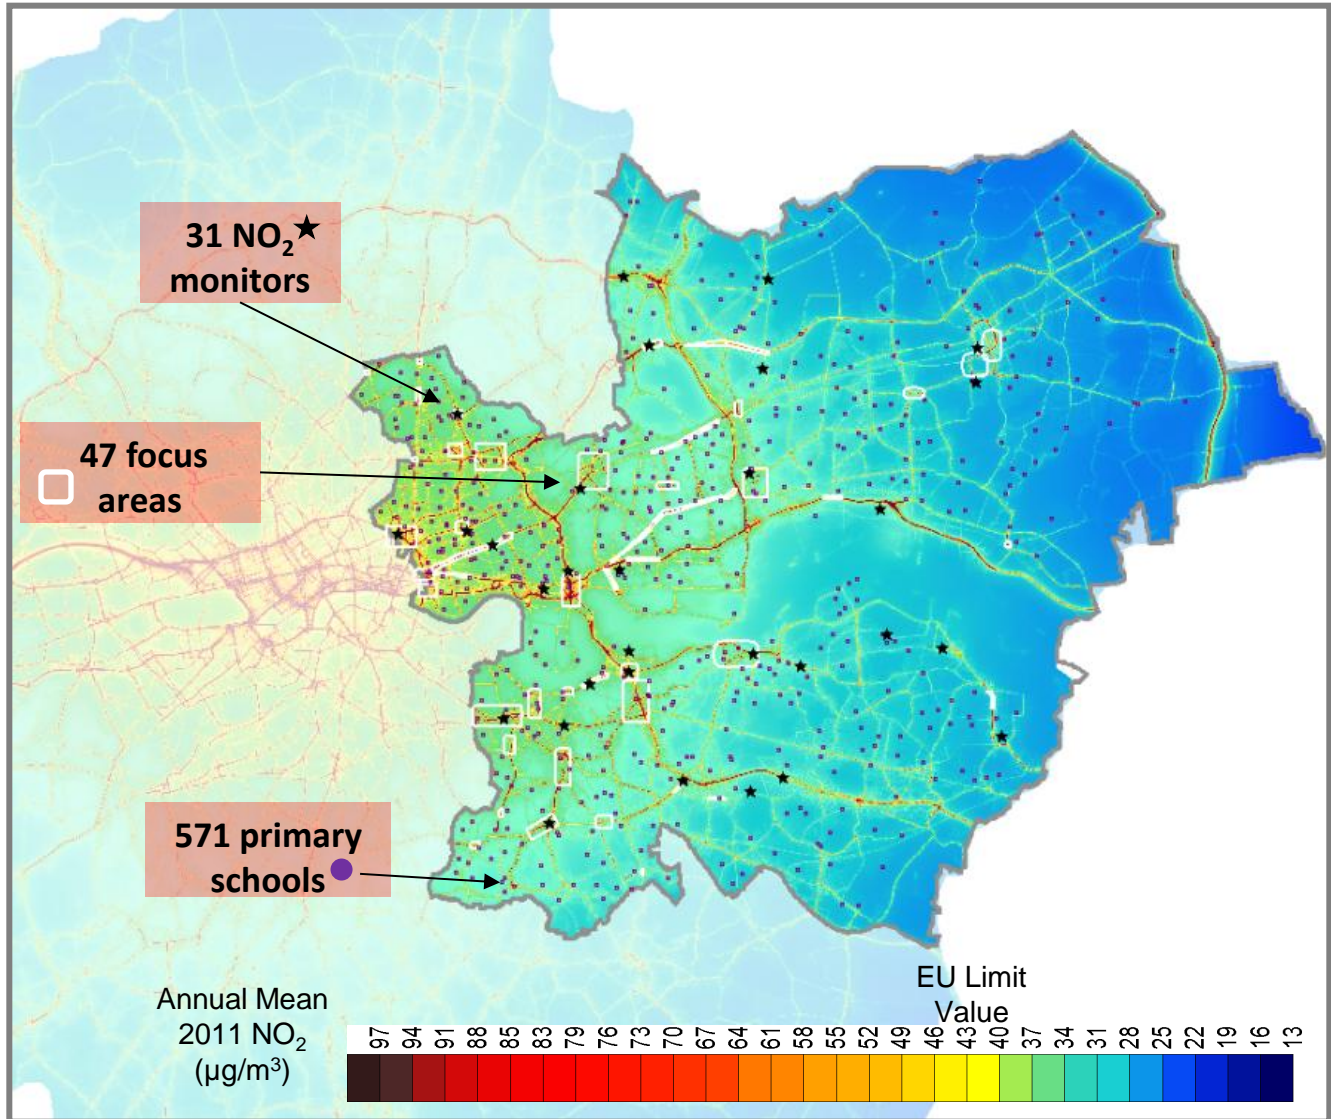 31 NO₂★
monitors
47 focus
areas
571 primary
schools
Annual Mean
2011 NO₂
(µg/m³)
EU Limit
Value
97 94 91 88 85 83 79 76 73 70 67 64 61 58 55 52 49 46 43 40 37 34 31 28 25 22 19 16 13